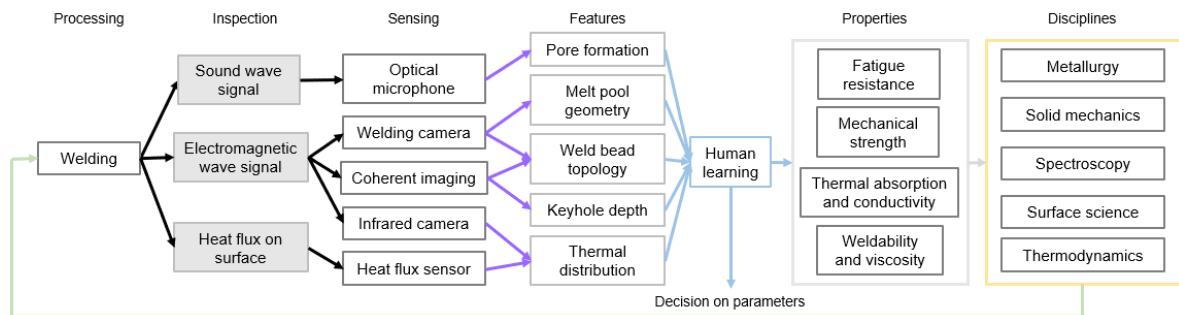 Processing
Inspection
Sensing
Features
Properties
Disciplines
Welding
Sound wave
signal
Electromagnetic
wave signal
Heat flux on
surface
Optical
microphone
Welding camera
Coherent imaging
Infrared camera
Heat flux sensor
Pore formation
Melt pool
geometry
Weld bead
topology
Keyhole depth
Thermal
distribution
Human
learning
Decision on parameters
Fatigue
resistance
Mechanical
strength
Thermal absorption
and conductivity
Weldability
and viscosity
Metallurgy
Solid mechanics
Spectroscopy
Surface science
Thermodynamics